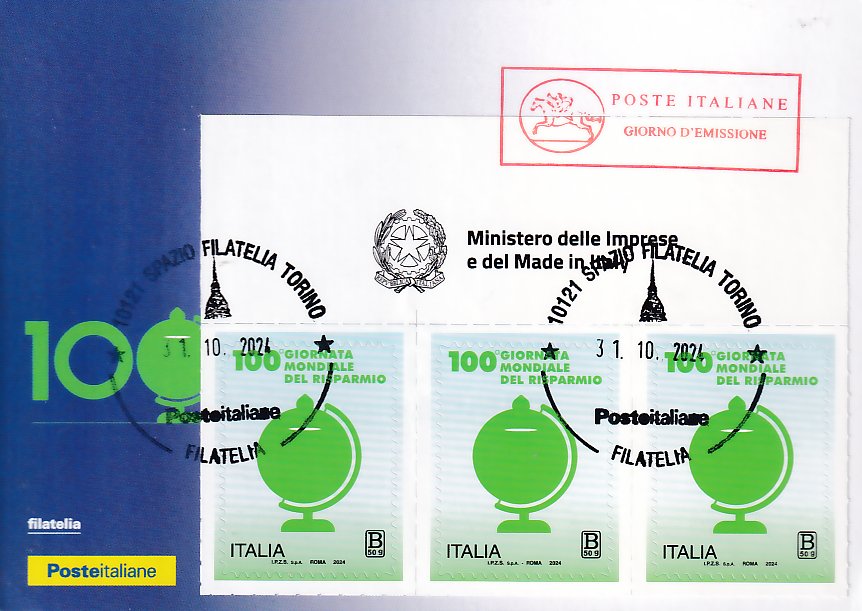 POSTE ITALIANE
GIORNO D'EMISSIONE
Ministero delle Imprese
e del Made in Italy
10121 SPAZIO FILATELIA TORINO
31. 10. 2024
Posteitaliane
FILATELIA
10121 SPAZIO FILATELIA TORINO
31. 10. 2024
Posteitaliane
FILATELIA
100
100° GIORNATA
MONDIALE
DEL RISPARMIO
ITALIA
B
50 g
I.P.Z.S. S.p.A. - ROMA 2024
100° GIORNATA
MONDIALE
DEL RISPARMIO
ITALIA
B
50 g
I.P.Z.S. S.p.A. - ROMA 2024
100° GIORNATA
MONDIALE
DEL RISPARMIO
ITALIA
B
50 g
I.P.Z.S. S.p.A. - ROMA 2024
filatelia
Posteitaliane